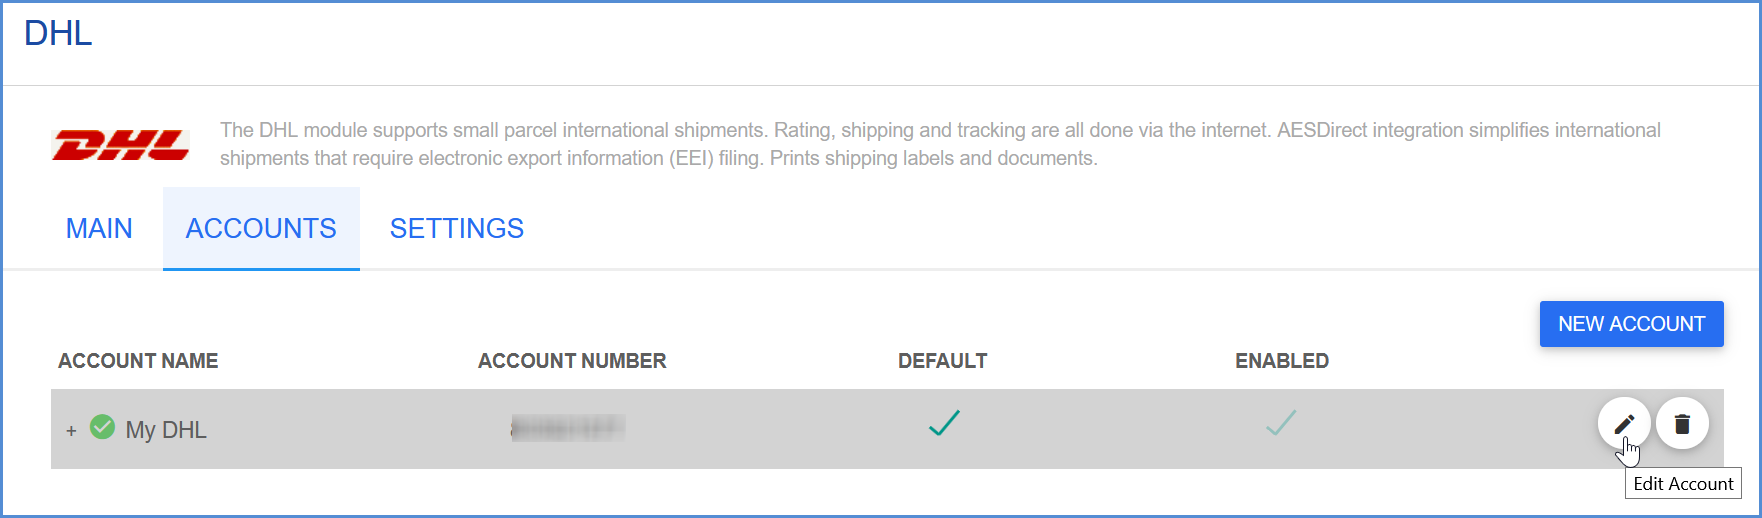 DHL
DHL
The DHL module supports small parcel international shipments. Rating, shipping and tracking are all done via the internet. AESDirect integration simplifies international
shipments that require electronic export information (EEI) filing. Prints shipping labels and documents.
MAIN ACCOUNTS SETTINGS
NEW ACCOUNT
ACCOUNT NAME ACCOUNT NUMBER DEFAULT ENABLED
+ My DHL
Edit Account